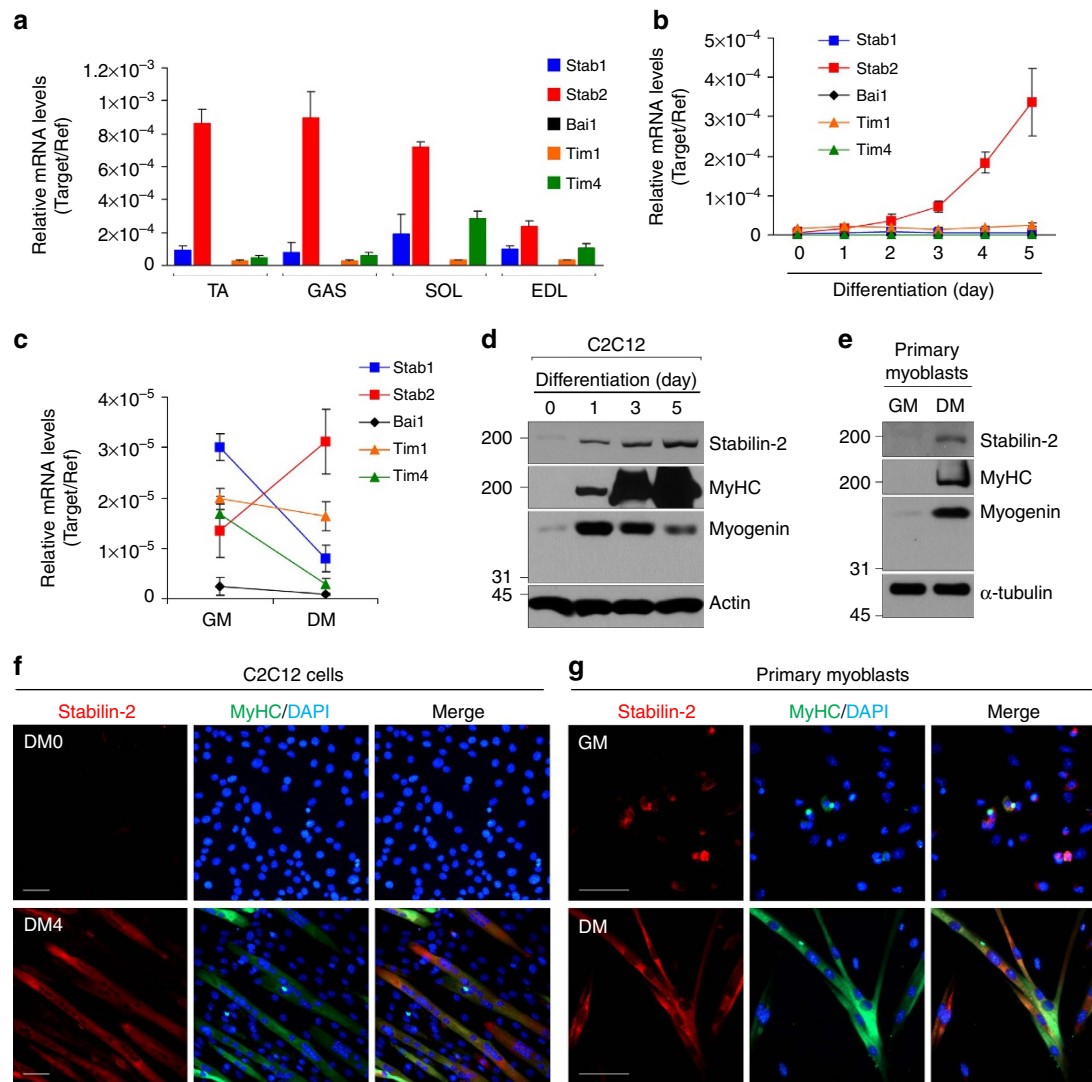 a
Relative mRNA levels
(Target/Ref)
1.2×10⁻³
1×10⁻³
8×10⁻⁴
6×10⁻⁴
4×10⁻⁴
2×10⁻⁴
0
TA GAS SOL EDL
Stab1
Stab2
Bai1
Tim1
Tim4
b
Relative mRNA levels
(Target/Ref)
5×10⁻⁴
4×10⁻⁴
3×10⁻⁴
2×10⁻⁴
1×10⁻⁴
0
Stab1
Stab2
Bai1
Tim1
Tim4
0 1 2 3 4 5
Differentiation (day)
c
Relative mRNA levels
(Target/Ref)
4×10⁻⁵
3×10⁻⁵
2×10⁻⁵
1×10⁻⁵
0
GM DM
Stab1
Stab2
Bai1
Tim1
Tim4
d
C2C12
Differentiation (day)
0 1 3 5
200 Stabilin-2
200 MyHC
Myogenin
31
45 Actin
e
Primary
myoblasts
GM DM
200 Stabilin-2
200 MyHC
Myogenin
31
α-tubulin
45
f
C2C12 cells
Stabilin-2 MyHC/DAPI Merge
DM0
DM4
g
Primary myoblasts
Stabilin-2 MyHC/DAPI Merge
GM
DM